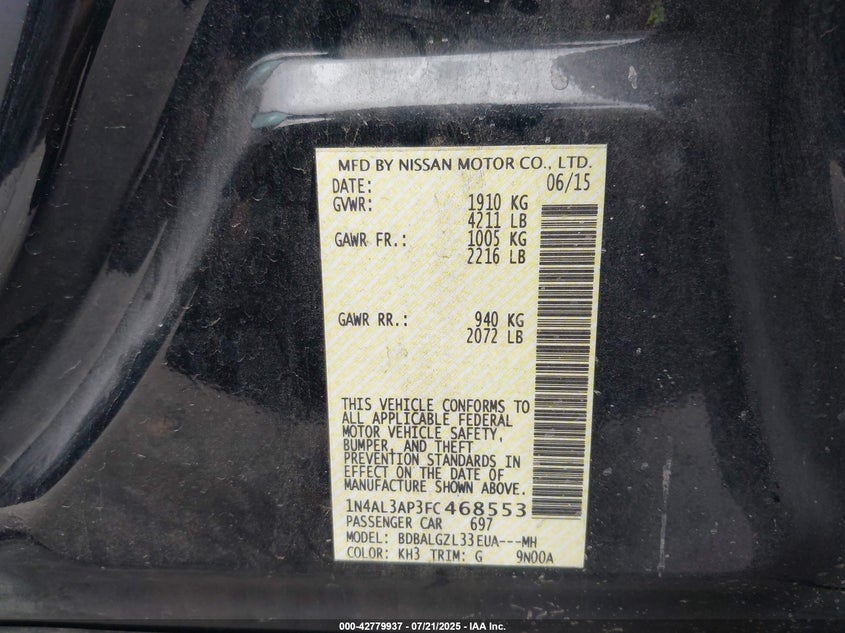 MFD BY NISSAN MOTOR CO., LTD.
DATE: 06/15
GVWR: 1910 KG
4211 LB
GAWR FR.: 1005 KG
2216 LB
GAWR RR.: 940 KG
2072 LB
THIS VEHICLE CONFORMS TO
ALL APPLICABLE FEDERAL
MOTOR VEHICLE SAFETY,
BUMPER, AND THEFT
PREVENTION STANDARDS IN
EFFECT ON THE DATE OF
MANUFACTURE SHOWN ABOVE.
1N4AL3AP3FC468553
PASSENGER CAR 697
MODEL: BDBALGZL33EUA---MH
COLOR: KH3 TRIM: G 9N00A
000-42779937 - 07/21/2025 - IAA Inc.